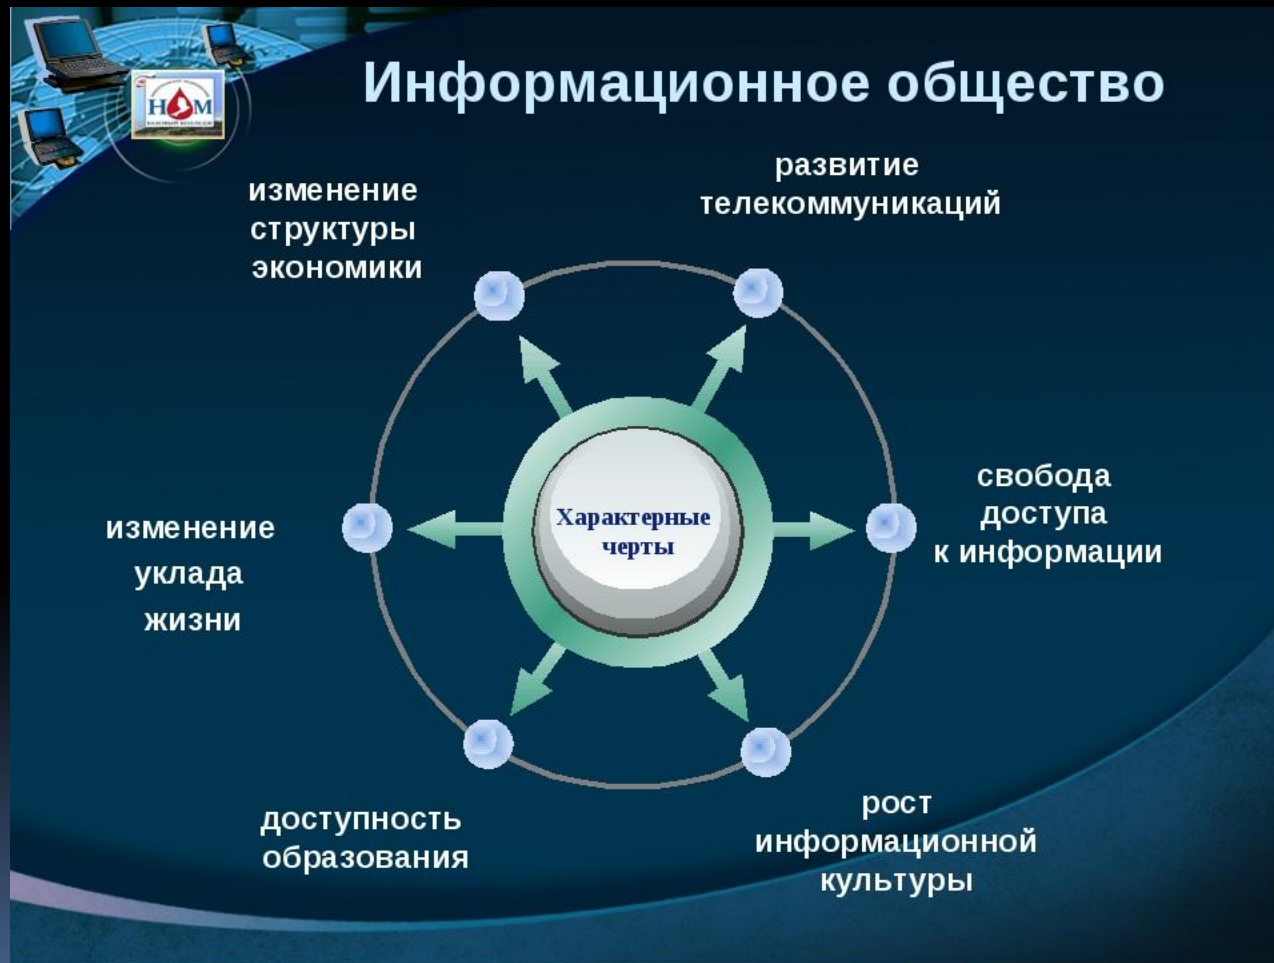 Информационное общество
развитие
телекоммуникаций
изменение
структуры
экономики
Характерные
черты
свобода
доступа
к информации
изменение
уклада
жизни
доступность
образования
рост
информационной
культуры